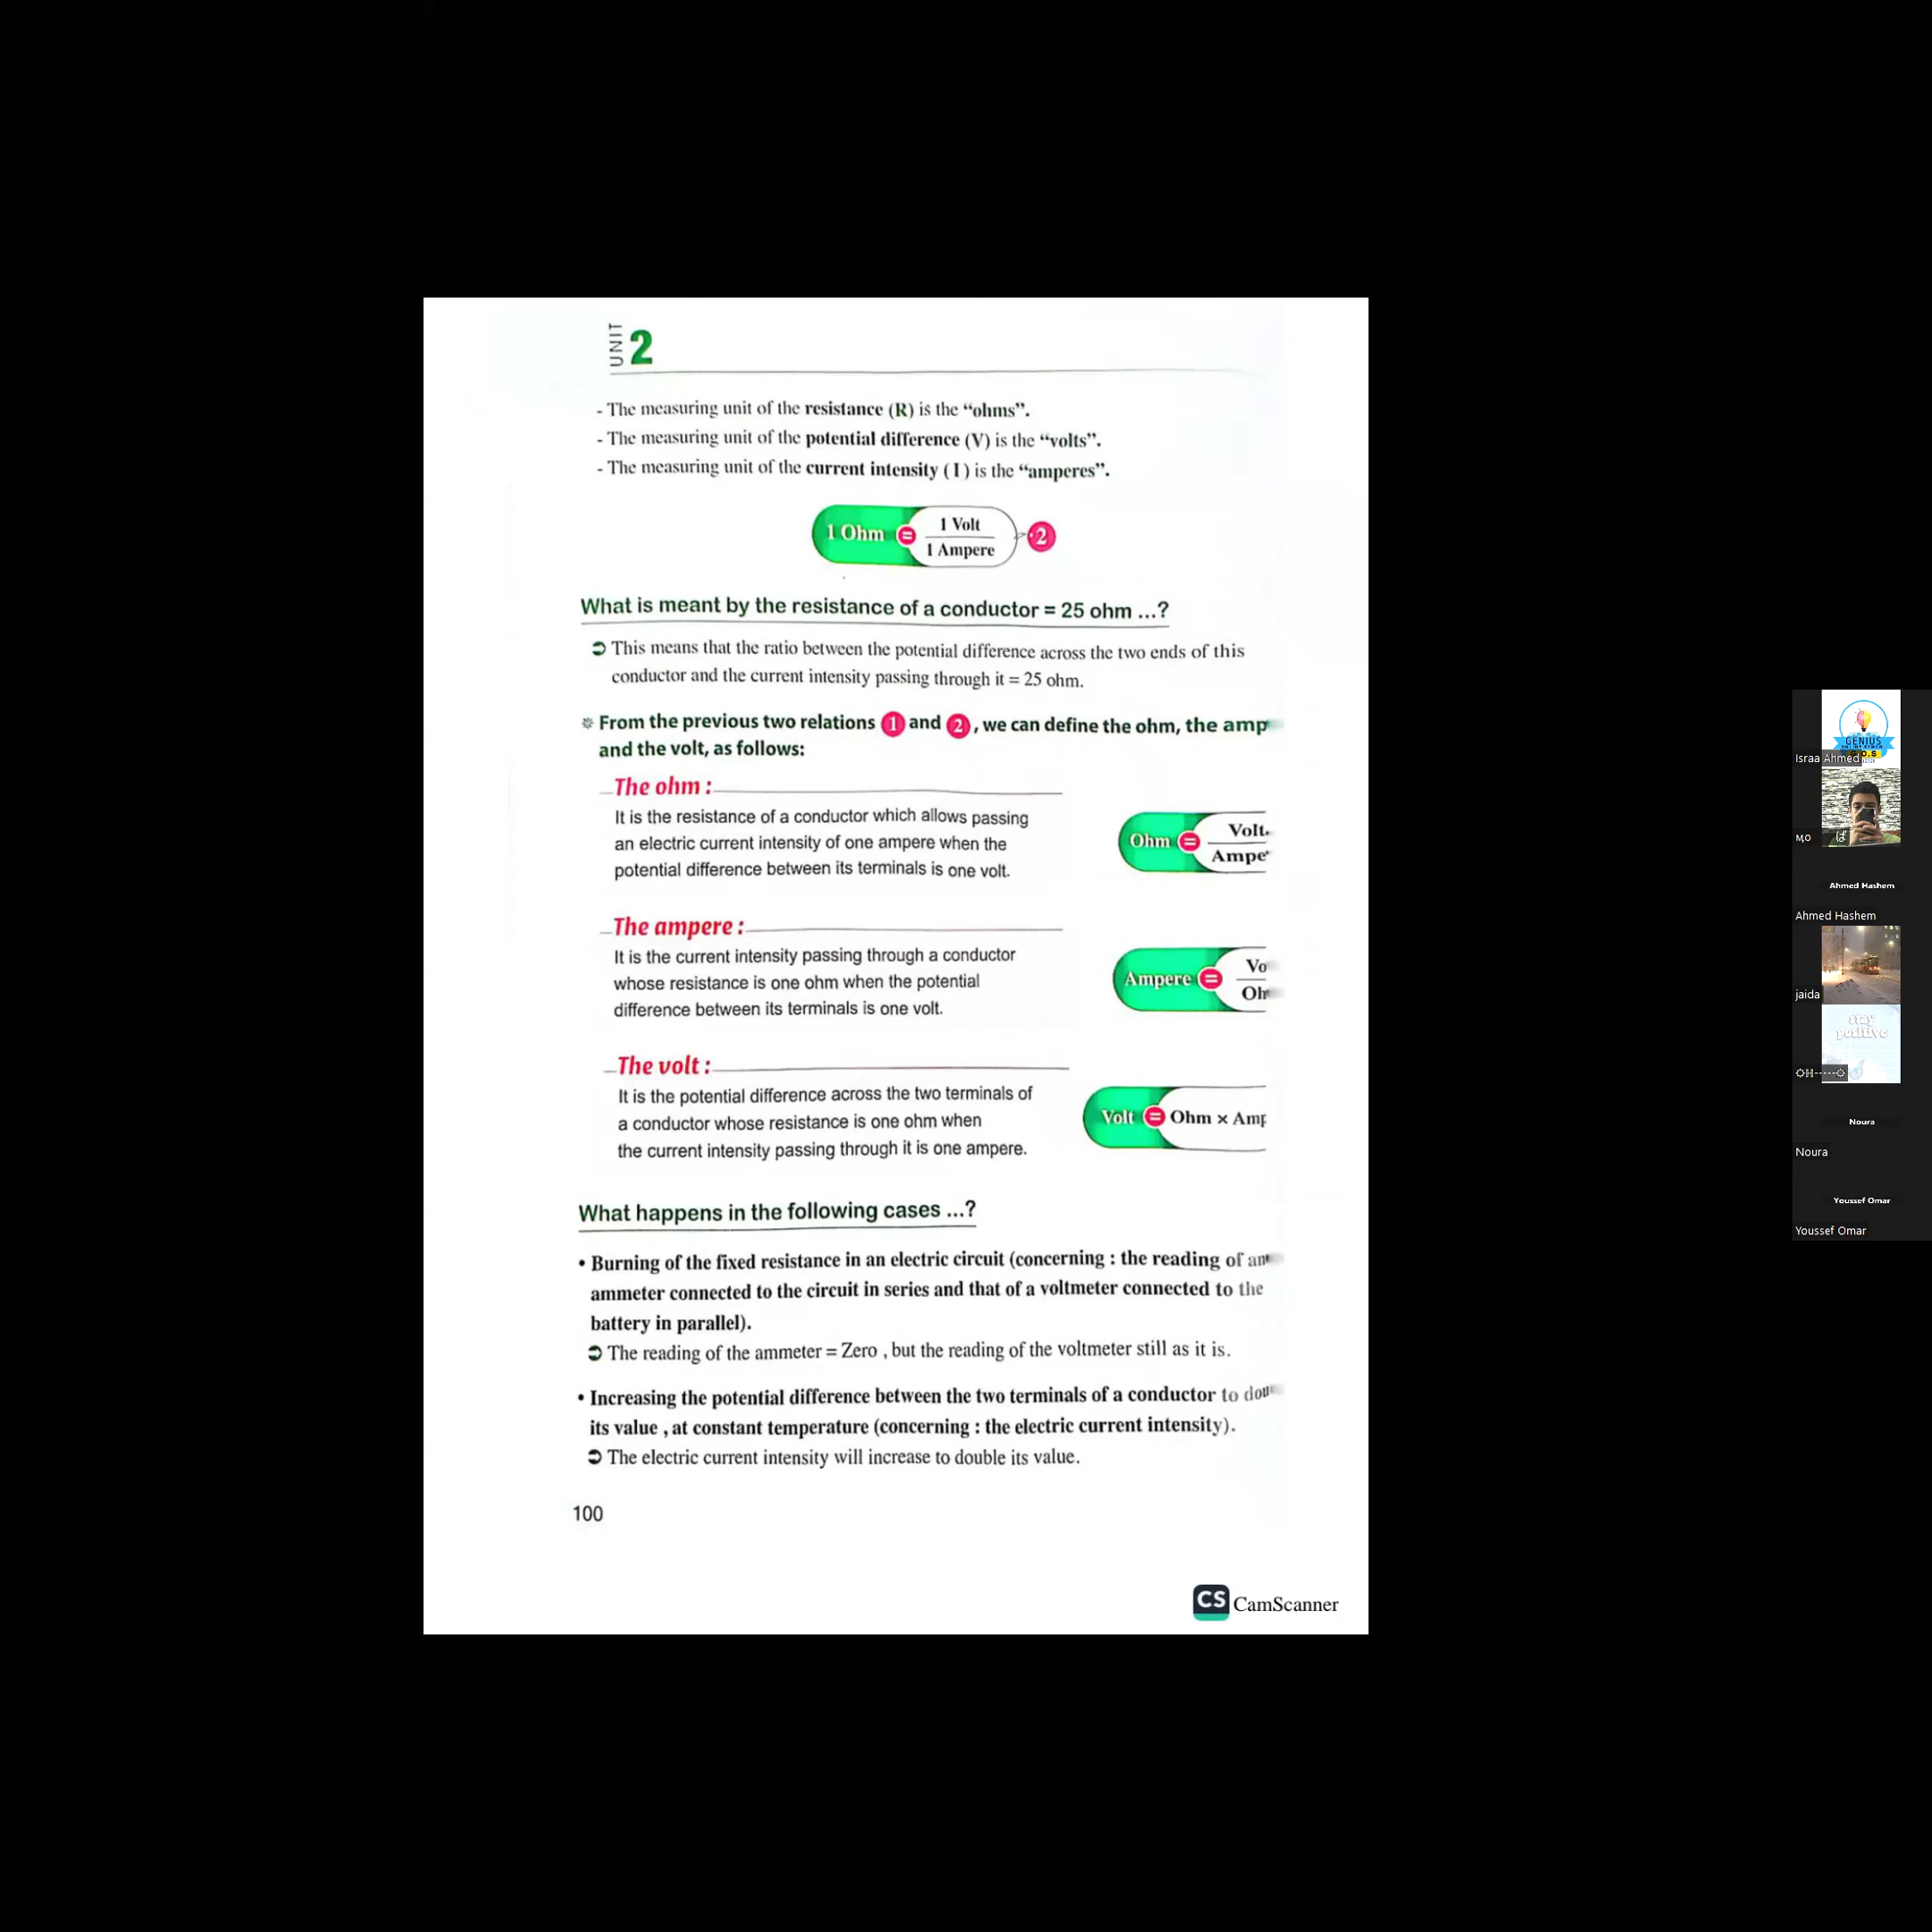 UNIT 2
- The measuring unit of the resistance (R) is the “ohms”.
- The measuring unit of the potential difference (V) is the “volts”.
- The measuring unit of the current intensity ( I ) is the “amperes”.
1 Ohm = 1 Volt
1 Ampere
2
What is meant by the resistance of a conductor = 25 ohm ...?
This means that the ratio between the potential difference across the two ends of this
conductor and the current intensity passing through it = 25 ohm.
From the previous two relations 1 and 2 , we can define the ohm, the amp
and the volt, as follows:
The ohm :
It is the resistance of a conductor which allows passing
an electric current intensity of one ampere when the
potential difference between its terminals is one volt.
Ohm = Volt
Ampe
The ampere :
It is the current intensity passing through a conductor
whose resistance is one ohm when the potential
difference between its terminals is one volt.
Ampere = Vo
Oh
The volt :
It is the potential difference across the two terminals of
a conductor whose resistance is one ohm when
the current intensity passing through it is one ampere.
Volt = Ohm × Amp
What happens in the following cases ...?
• Burning of the fixed resistance in an electric circuit (concerning : the reading of an
ammeter connected to the circuit in series and that of a voltmeter connected to the
battery in parallel).
The reading of the ammeter = Zero , but the reading of the voltmeter still as it is.
• Increasing the potential difference between the two terminals of a conductor to dou
its value , at constant temperature (concerning : the electric current intensity).
The electric current intensity will increase to double its value.
100
CS CamScanner
GENIUS
G.O.S
Israa Ahmed
M,O
Ahmed Hashem
Ahmed Hashem
jaida
stay
positive
Noura
Noura
Youssef Omar
Youssef Omar